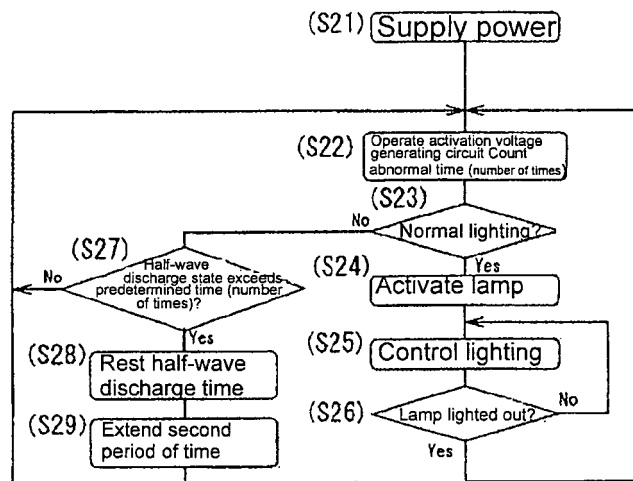 (S21) Supply power
(S22) Operate activation voltage
generating circuit Count
abnormal time (number of times)
(S23)
Normal lighting?
No
Yes
(S24)
Activate lamp
(S25) Control lighting
(S26) Lamp lighted out?
No
Yes
(S27)
Half-wave
discharge state exceeds
predetermined time (number
of times)?
No
Yes
(S28) Rest half-wave
discharge time
(S29) Extend second
period of time